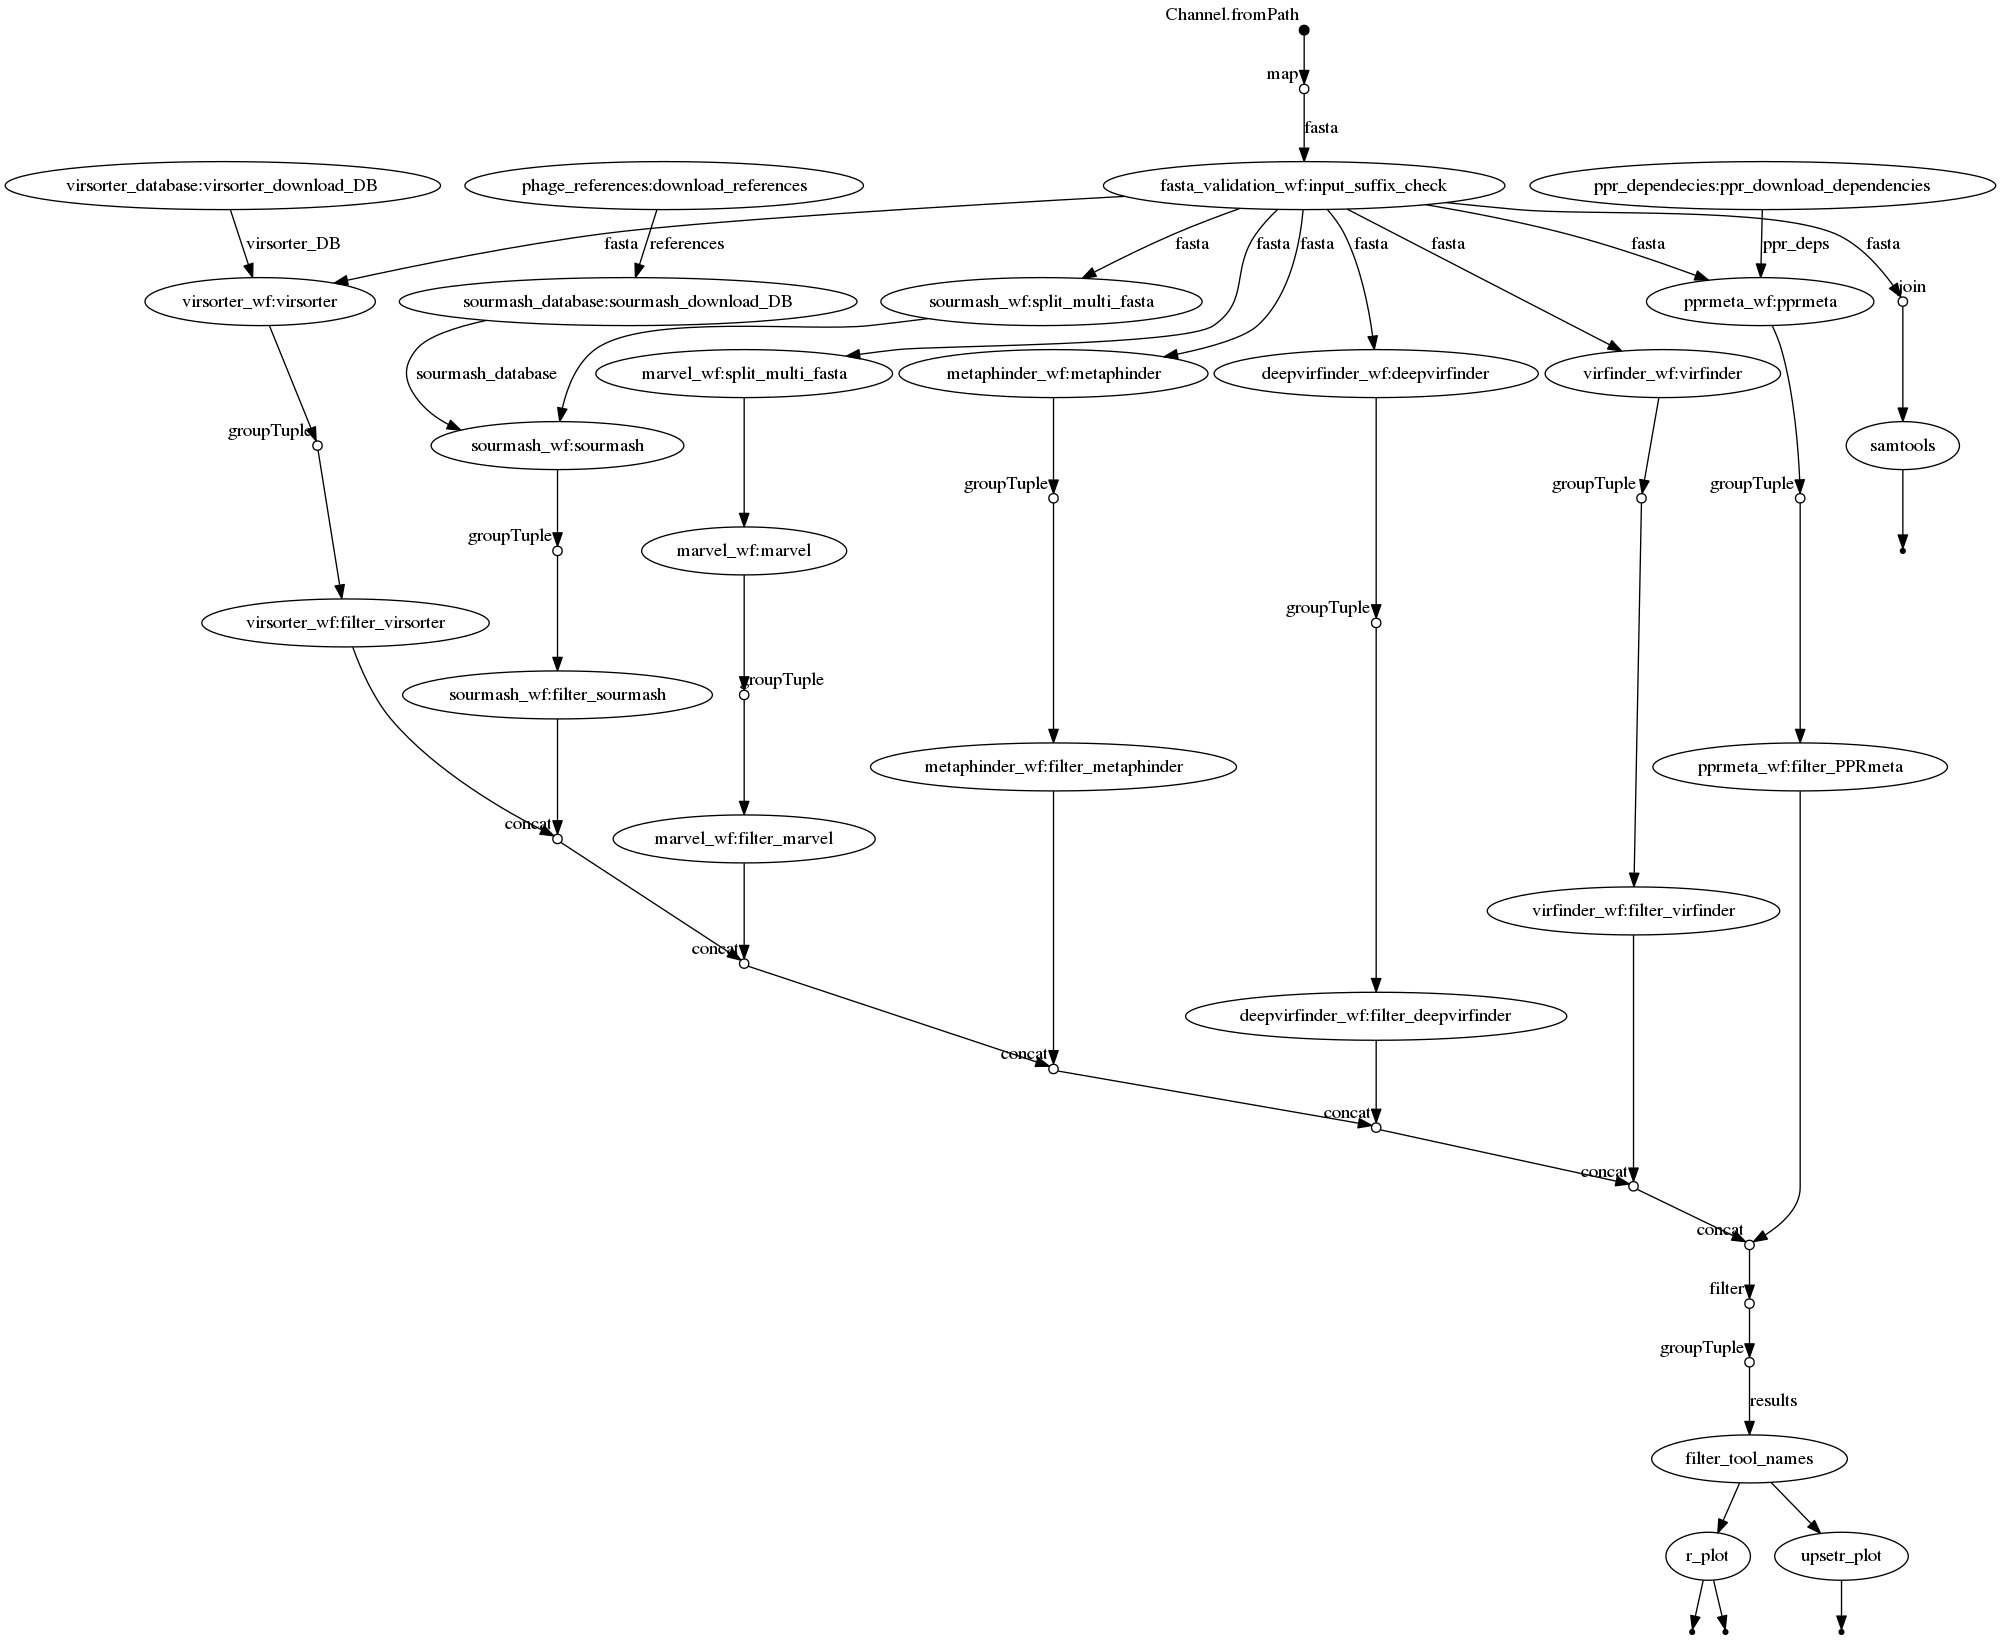 Channel.fromPath
map
fasta
virsorter_database:virsorter_download_DB
phage_references:download_references
fasta_validation_wf:input_suffix_check
ppr_dependecies:ppr_download_dependencies
virsorter_DB
fasta
references
fasta
fasta
fasta
fasta
fasta
fasta
ppr_deps
fasta
virsorter_wf:virsorter
sourmash_database:sourmash_download_DB
sourmash_wf:split_multi_fasta
pprmeta_wf:pprmeta
join
sourmash_database
marvel_wf:split_multi_fasta
metaphinder_wf:metaphinder
deepvirfinder_wf:deepvirfinder
virfinder_wf:virfinder
groupTuple
sourmash_wf:sourmash
samtools
groupTuple
groupTuple
groupTuple
groupTuple
marvel_wf:marvel
groupTuple
virsorter_wf:filter_virsorter
groupTuple
sourmash_wf:filter_sourmash
metaphinder_wf:filter_metaphinder
pprmeta_wf:filter_PPRmeta
concat
marvel_wf:filter_marvel
virfinder_wf:filter_virfinder
concat
deepvirfinder_wf:filter_deepvirfinder
concat
concat
concat
concat
filter
groupTuple
results
filter_tool_names
r_plot
upsetr_plot